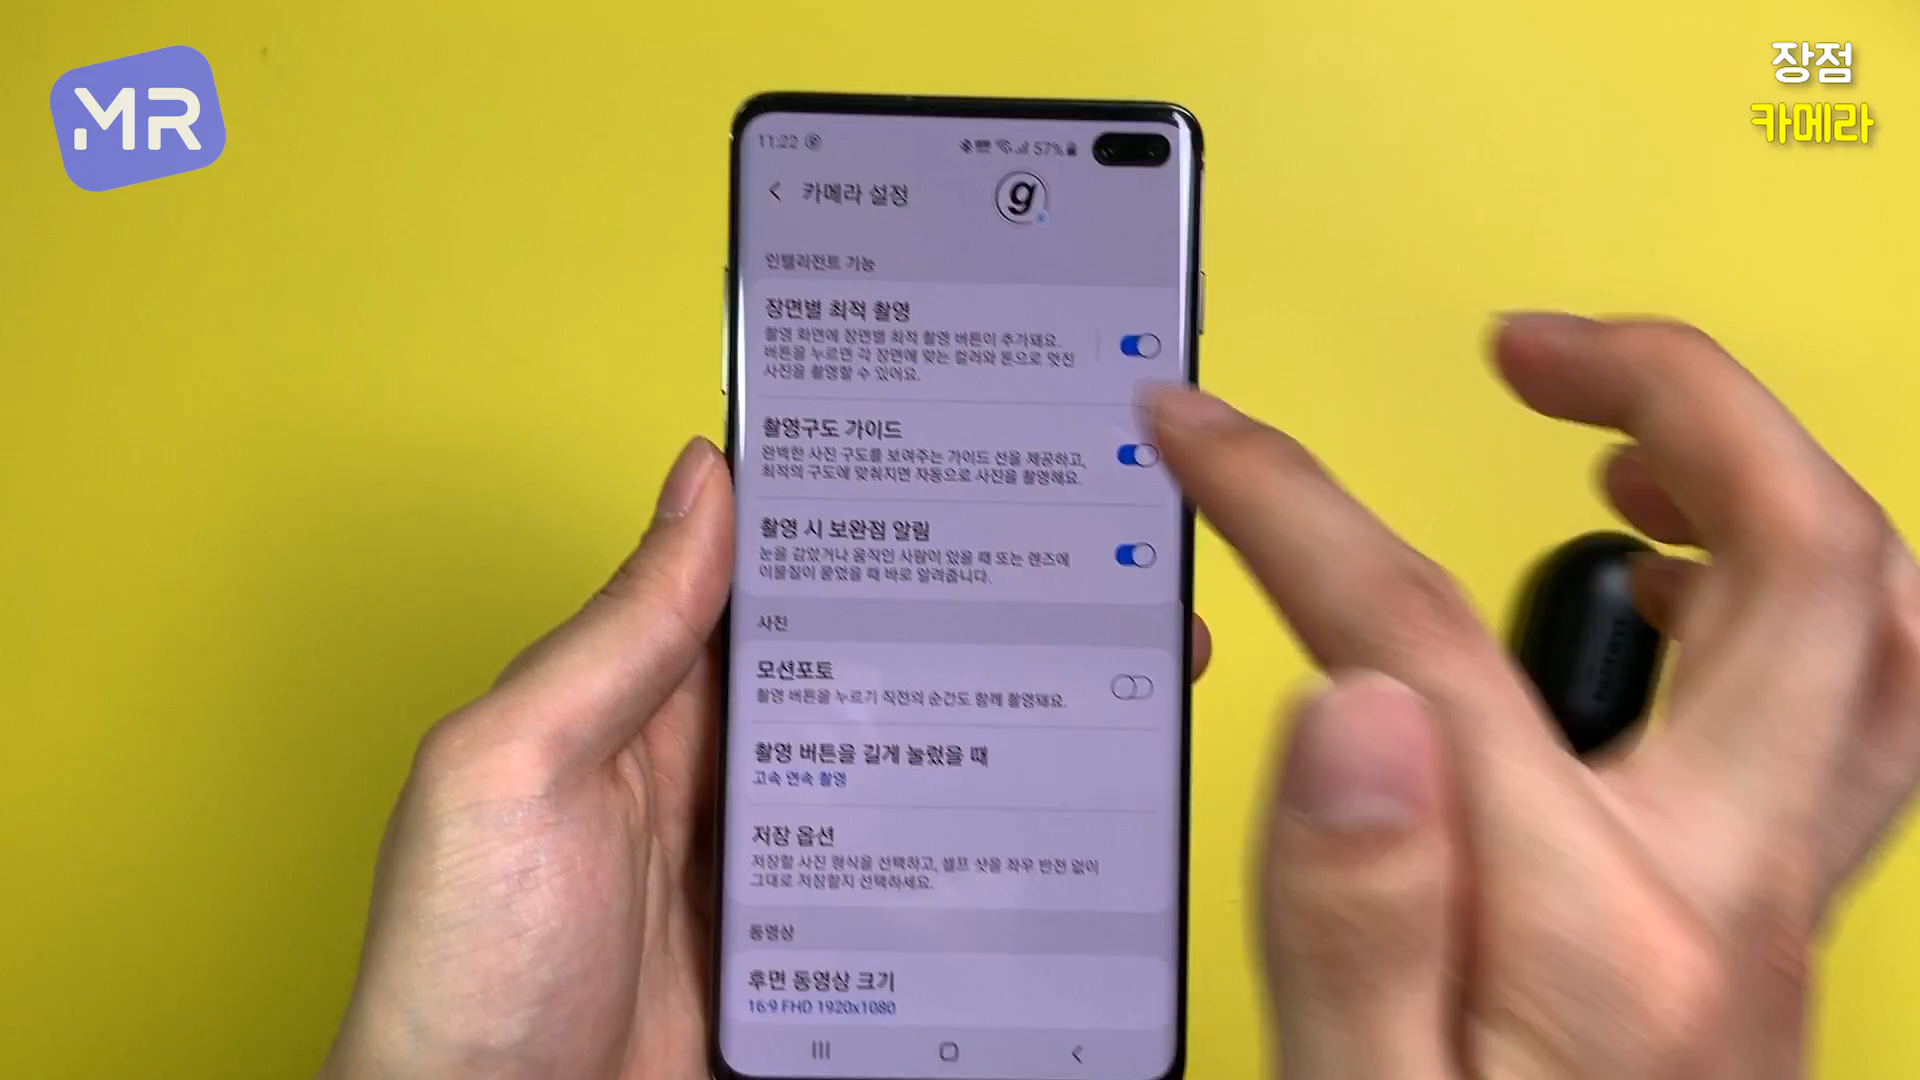 MR
장점
카메라
11:22
57%
카메라 설정
g
인텔리전트 기능
장면별 최적 촬영
촬영 화면에 장면별 최적 촬영 버튼이 추가돼요.
버튼을 누르면 각 장면에 맞는 컬러와 톤으로 멋진
사진을 촬영할 수 있어요.
촬영구도 가이드
완벽한 사진 구도를 보여주는 가이드 선을 제공하고,
최적의 구도에 맞춰지면 자동으로 사진을 촬영해요.
촬영 시 보완점 알림
눈을 감았거나 움직인 사람이 있을 때 또는 렌즈에
이물질이 묻었을 때 바로 알려줍니다.
사진
모션포토
촬영 버튼을 누르기 직전의 순간도 함께 촬영돼요.
촬영 버튼을 길게 눌렀을 때
고속 연속 촬영
저장 옵션
저장할 사진 형식을 선택하고, 셀프 샷을 좌우 반전 없이
그대로 저장할지 선택하세요.
동영상
후면 동영상 크기
16:9 FHD 1920x1080